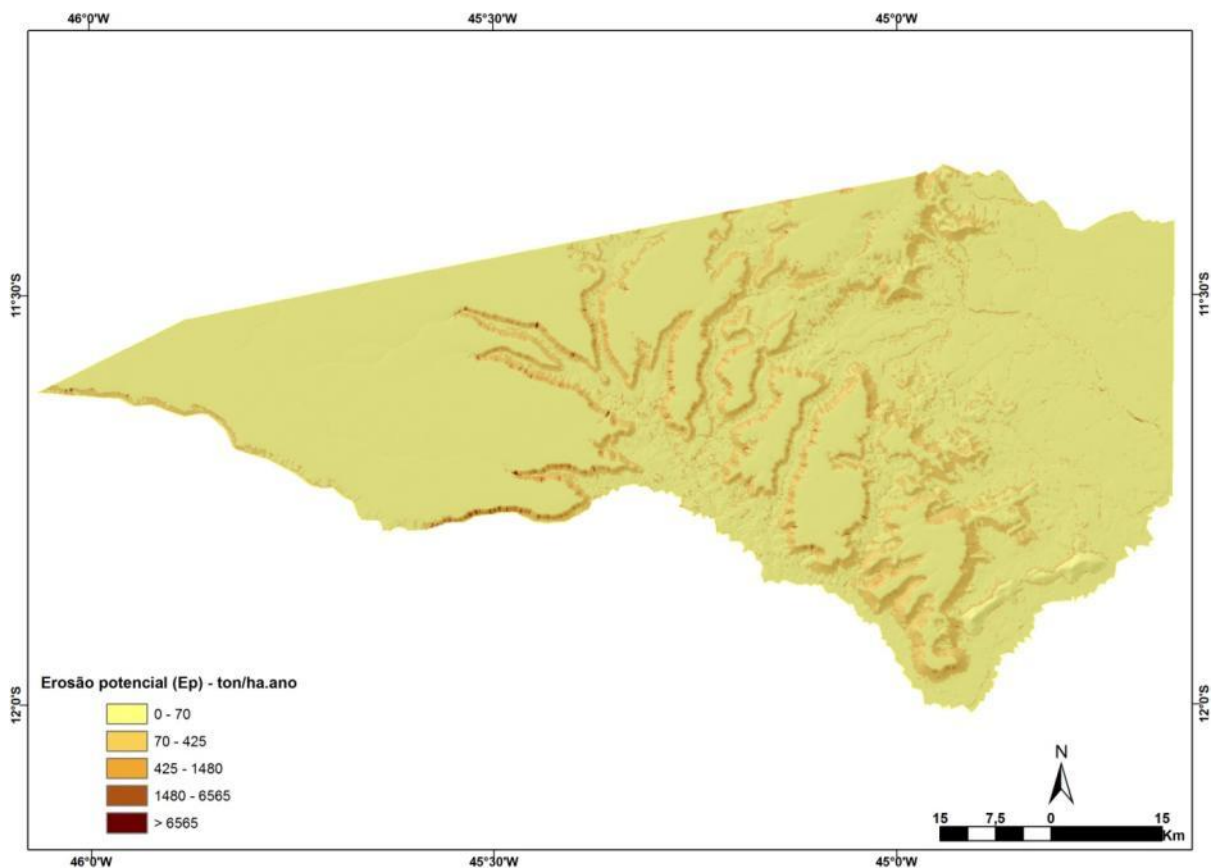 46°0'W 45°30'W 45°0'W
11°30'S 11°30'S
12°0'S 12°0'S
Erosão potencial (Ep) - ton/ha.ano
0 - 70
70 - 425
425 - 1480
1480 - 6565
> 6565
N
15 7,5 0 15
Km
46°0'W 45°30'W 45°0'W